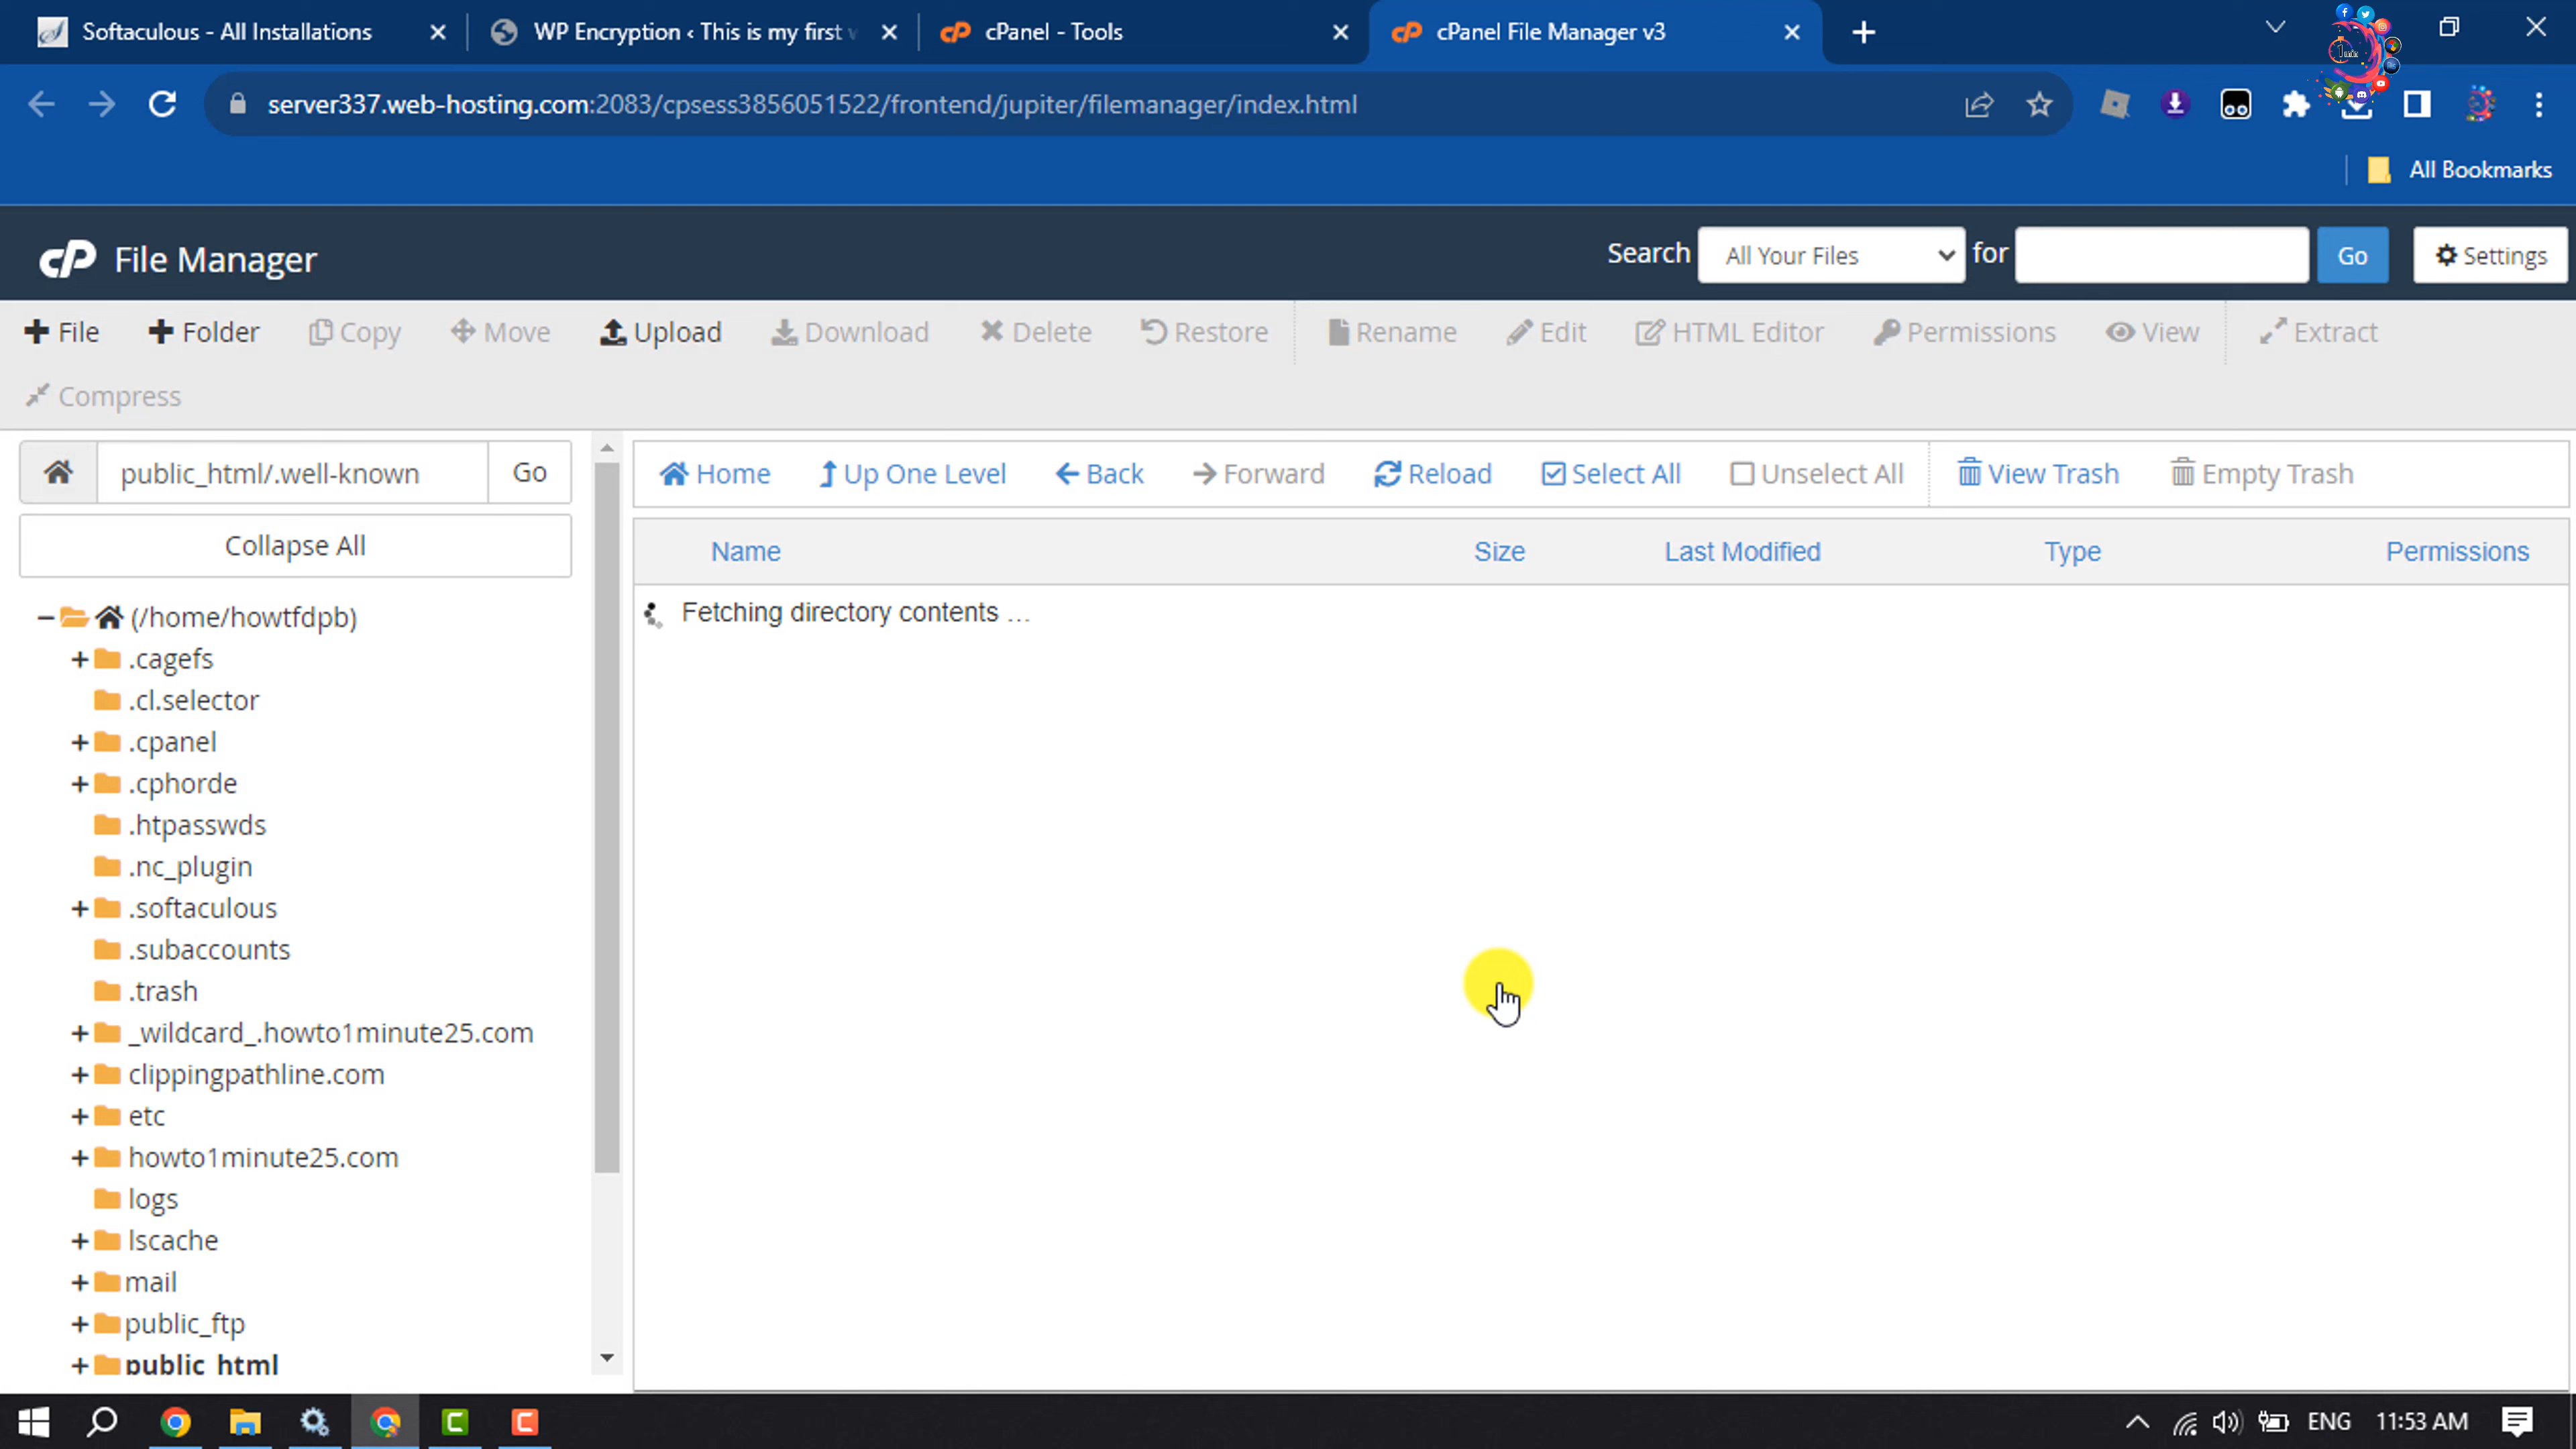 Softaculous - All Installations
WP Encryption ‹ This is my first
cPanel - Tools
cPanel File Manager v3
server337.web-hosting.com:2083/cpsess3856051522/frontend/jupiter/filemanager/index.html
All Bookmarks
cP File Manager
Search
All Your Files
for
Go
Settings
File
Folder
Copy
Move
Upload
Download
Delete
Restore
Rename
Edit
HTML Editor
Permissions
View
Extract
Compress
public_html/.well-known
Go
Home
Up One Level
Back
Forward
Reload
Select All
Unselect All
View Trash
Empty Trash
Collapse All
Name
Size
Last Modified
Type
Permissions
Fetching directory contents ...
(/home/howtfdpb)
.cagefs
.cl.selector
.cpanel
.cphorde
.htpasswds
.nc_plugin
.softaculous
.subaccounts
.trash
_wildcard_.howto1minute25.com
clippingpathline.com
etc
howto1minute25.com
logs
lscache
mail
public_ftp
public_html
ENG
11:53 AM